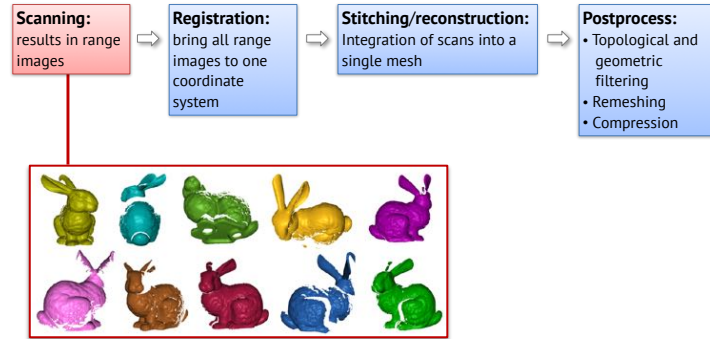 Scanning:
results in range
images
Registration:
bring all range
images to one
coordinate
system
Stitching/reconstruction:
Integration of scans into a
single mesh
Postprocess:
• Topological and
geometric
filtering
• Remeshing
• Compression